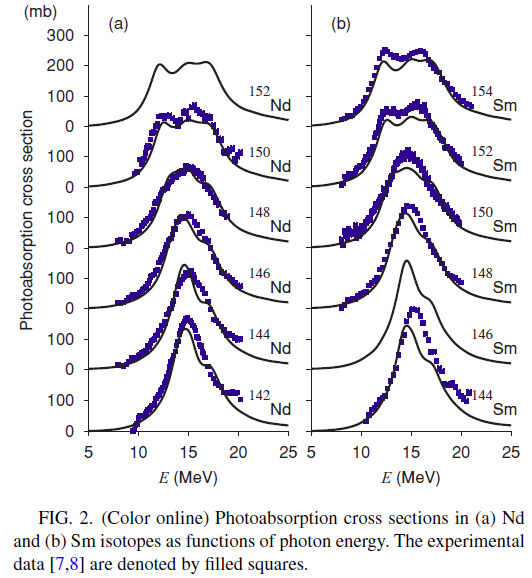 (mb)
(a)
(b)
300
200
100
0
100
0
100
0
100
0
100
0
100
0
Photoabsorption cross section
152
Nd
150
Nd
148
Nd
146
Nd
144
Nd
142
Nd
154
Sm
152
Sm
150
Sm
148
Sm
146
Sm
144
Sm
5 10 15 20 25 5 10 15 20 25
E (MeV) E (MeV)
FIG. 2. (Color online) Photoabsorption cross sections in (a) Nd
and (b) Sm isotopes as functions of photon energy. The experimental
data [7,8] are denoted by filled squares.